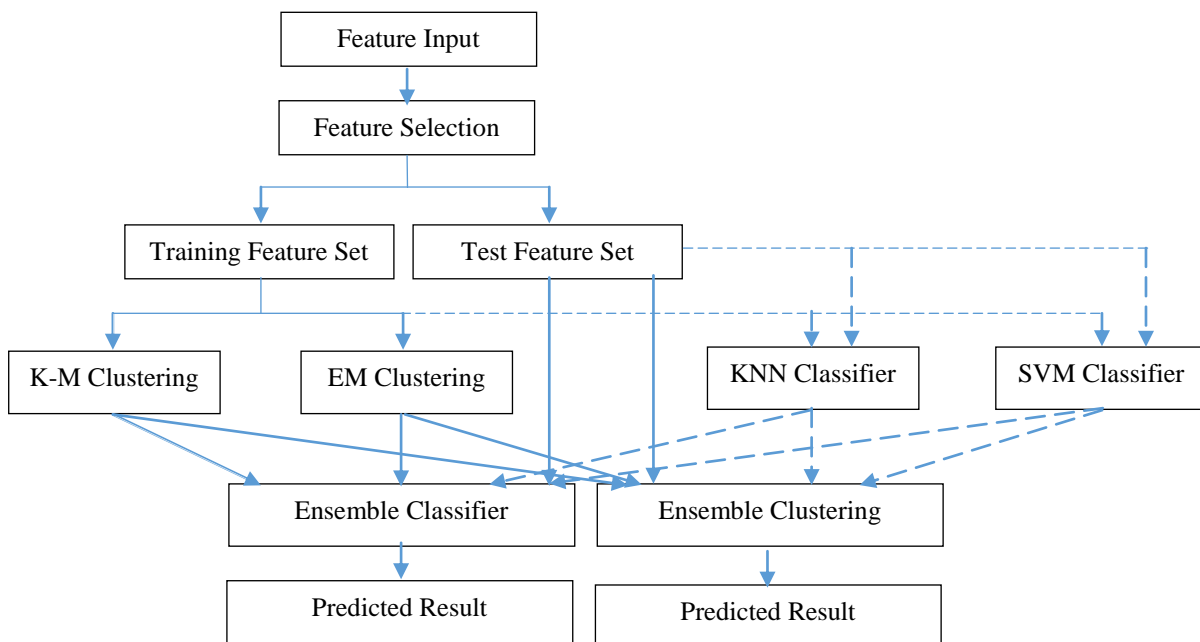 Feature Input
Feature Selection
Training Feature Set
Test Feature Set
K-M Clustering
EM Clustering
KNN Classifier
SVM Classifier
Ensemble Classifier
Ensemble Clustering
Predicted Result
Predicted Result